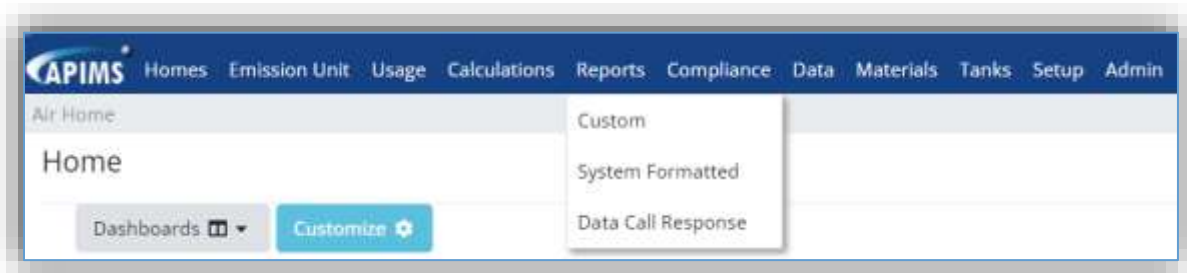 APIMS Homes Emission Unit Usage Calculations Reports Compliance Data Materials Tanks Setup Admin
Air Home
Custom
Home
System Formatted
Dashboards Customize
Data Call Response